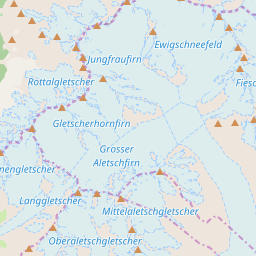 Ewigschneefeld
Jungfraufirn
Rottalgletscher
Fiesc
Gletscherhornfirn
Grosser
Aletschfirn
nengletscher
Langgletscher
Mittelaletschgletscher
Oberaletschgletscher